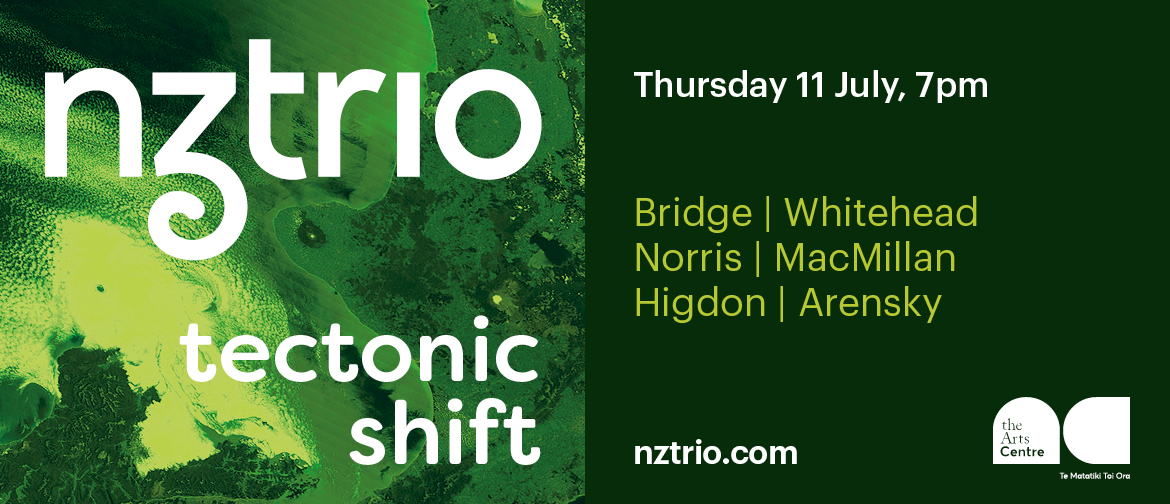 nztrio
tectonic
shift
Thursday 11 July, 7pm
Bridge | Whitehead
Norris | MacMillan
Higdon | Arensky
nztrio.com
the
Arts
Centre
Te Matatiki Toi Ora